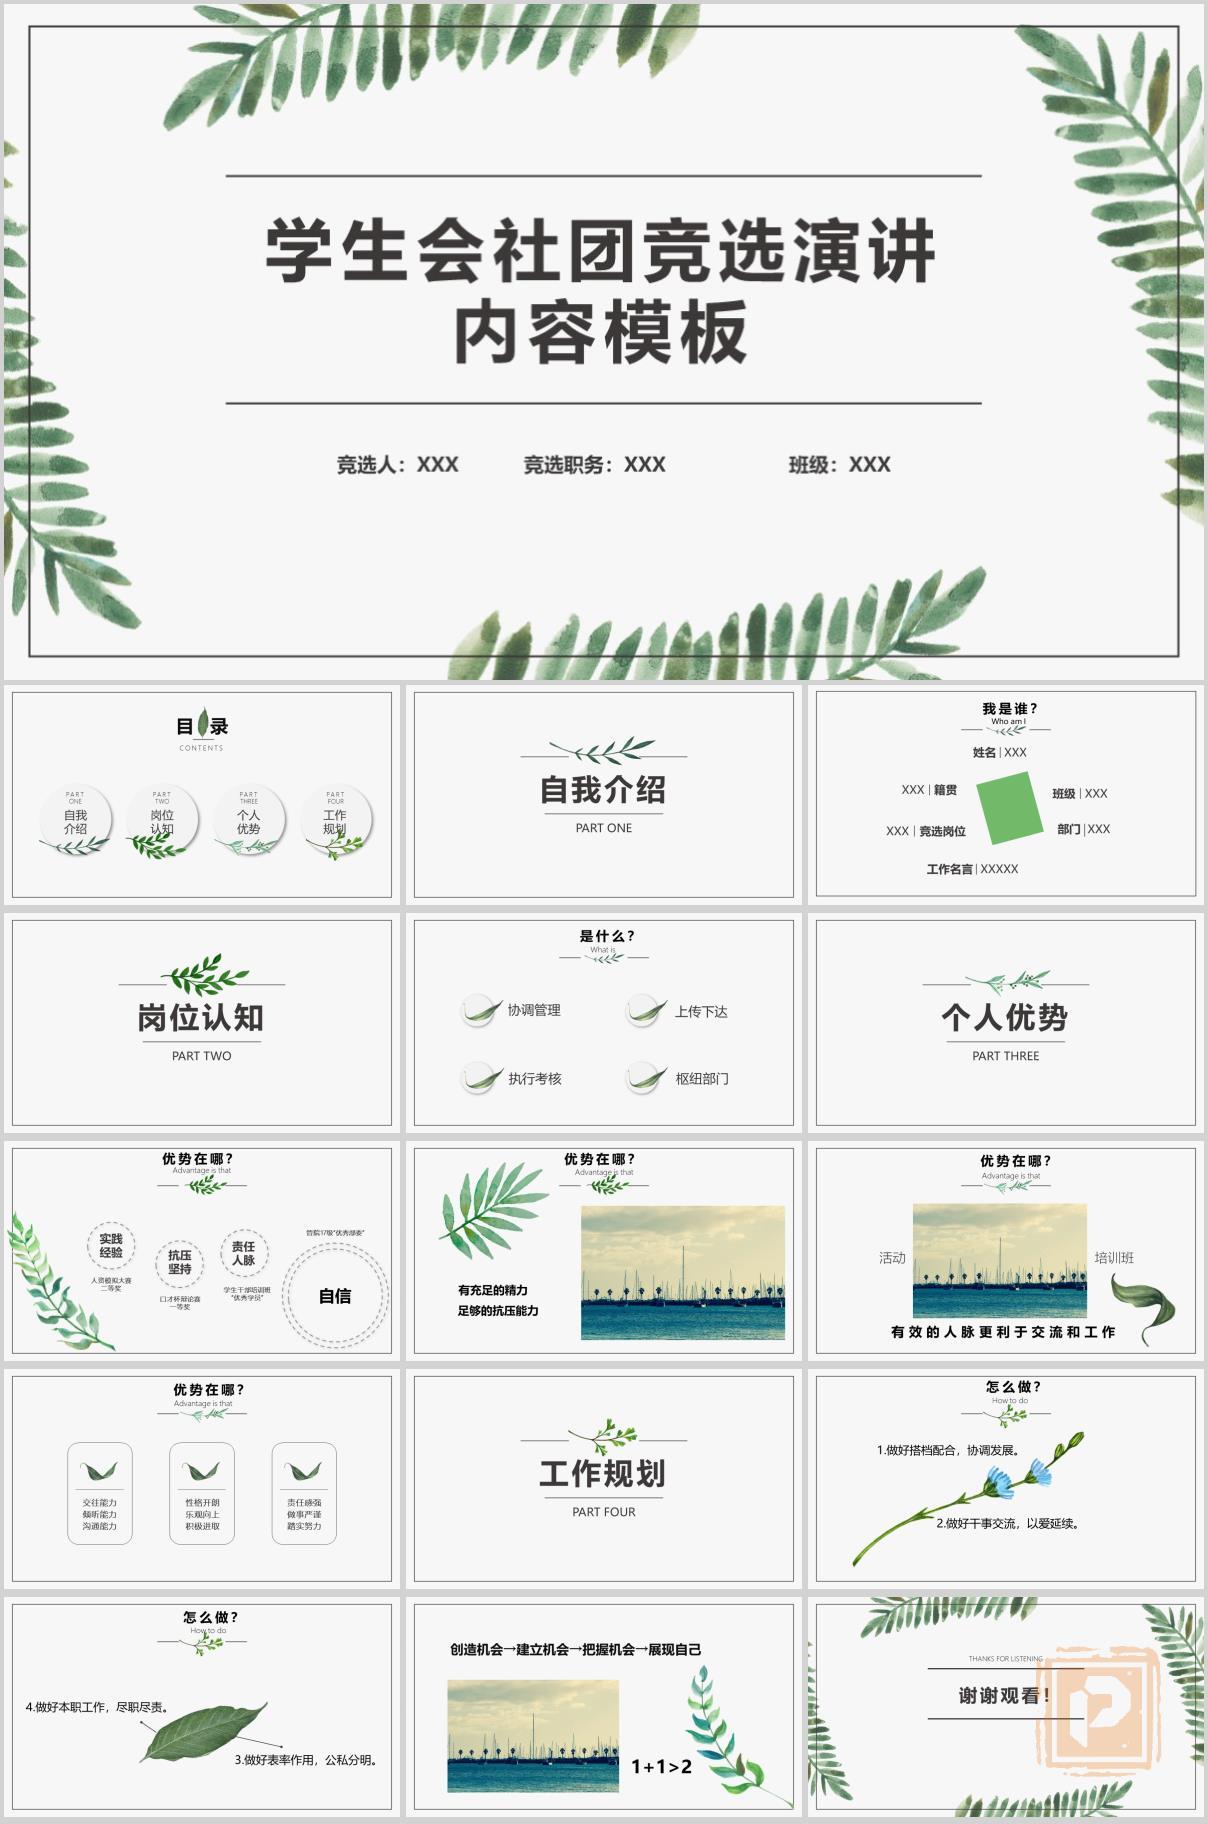 学生会社团竞选演讲
内容模板
竞选人：XXX 竞选职务：XXX 班级：XXX
目录
CONTENTS
PART
ONE
自我
介绍
PART
TWO
岗位
认知
PART
THREE
个人
优势
PART
FOUR
工作
规划
自我介绍
PART ONE
我是谁？
Who am I
姓名 | XXX
XXX | 籍贯
班级 | XXX
XXX | 竞选岗位
部门 | XXX
工作名言 | XXXXX
岗位认知
PART TWO
是什么？
What is
协调管理
上传下达
执行考核
枢纽部门
个人优势
PART THREE
优势在哪？
Advantage is that
实践
经验
人资模拟大赛
二等奖
抗压
坚持
口才杯辩论赛
一等奖
责任
人脉
学生干部培训班
“优秀学员”
管院17级“优秀部委”
自信
优势在哪？
Advantage is that
有充足的精力
足够的抗压能力
优势在哪？
Advantage is that
活动
培训班
有效的人脉更利于交流和工作
优势在哪？
Advantage is that
交往能力
倾听能力
沟通能力
性格开朗
乐观向上
积极进取
责任感强
做事严谨
踏实努力
工作规划
PART FOUR
怎么做？
How to do
1.做好搭档配合，协调发展。
2.做好干事交流，以爱延续。
怎么做？
How to do
4.做好本职工作，尽职尽责。
3.做好表率作用，公私分明。
创造机会→建立机会→把握机会→展现自己
1+1>2
THANKS FOR LISTENING
谢谢观看！